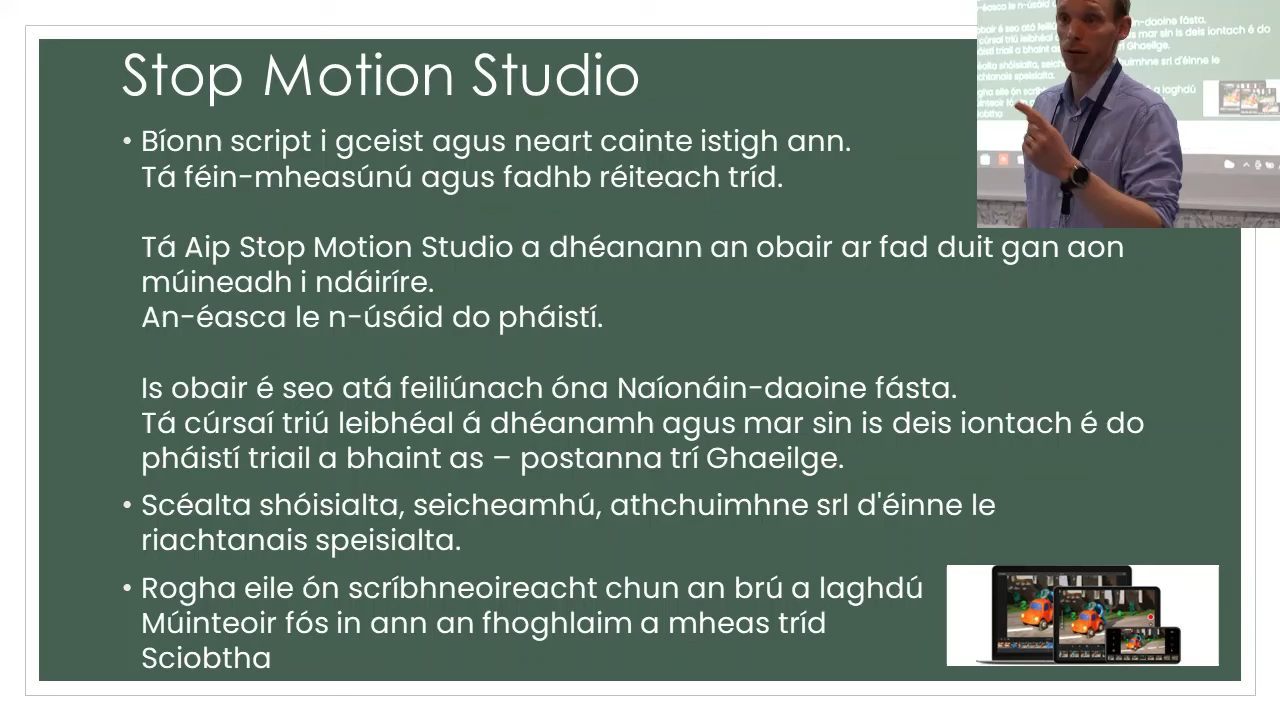 Stop Motion Studio
• Bíonn script i gceist agus neart cainte istigh ann.
Tá féin-mheasúnú agus fadhb réiteach tríd.
Tá Aip Stop Motion Studio a dhéanann an obair ar fad duit gan aon
múineadh i ndáiríre.
An-éasca le n-úsáid do pháistí.
Is obair é seo atá feiliúnach óna Naíonáin-daoine fásta.
Tá cúrsaí triú leibhéal á dhéanamh agus mar sin is deis iontach é do
pháistí triail a bhaint as – postanna trí Ghaeilge.
• Scéalta shóisialta, seicheamhú, athchuimhne srl d'éinne le
riachtanais speisialta.
• Rogha eile ón scríbhneoireacht chun an brú a laghdú
Múinteoir fós in ann an fhoghlaim a mheas tríd
Sciobtha